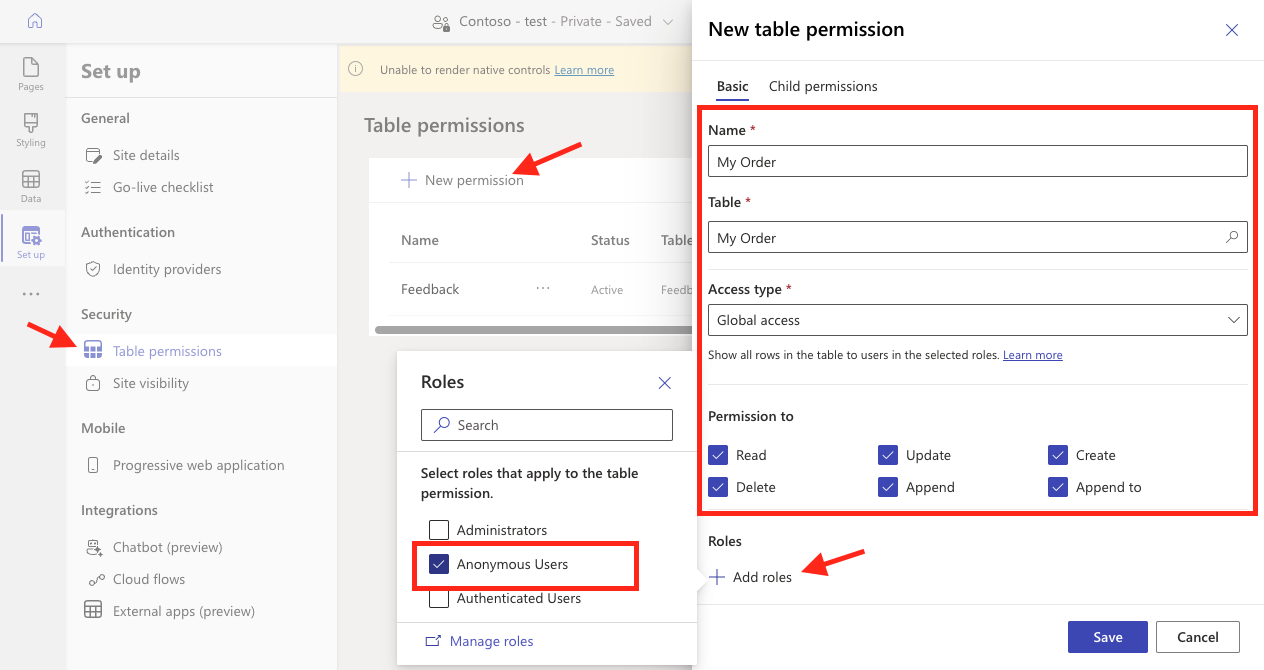 Contoso - test - Private - Saved
Pages
Styling
Data
Set up
Set up
General
Site details
Go-live checklist
Authentication
Identity providers
Security
Table permissions
Site visibility
Mobile
Progressive web application
Integrations
Chatbot (preview)
Cloud flows
External apps (preview)
Unable to render native controls Learn more
Table permissions
New permission
Name Status Table
Feedback ... Active Feedb
Roles
Search
Select roles that apply to the table
permission.
Administrators
Anonymous Users
Authenticated Users
Manage roles
New table permission
Basic Child permissions
Name *
My Order
Table *
My Order
Access type *
Global access
Show all rows in the table to users in the selected roles. Learn more
Permission to
Read Update Create
Delete Append Append to
Roles
Add roles
Save Cancel